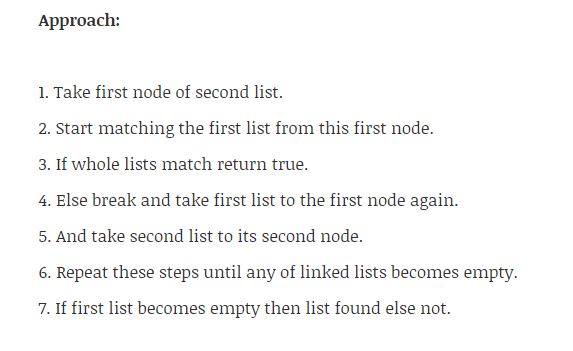 Approach:
1. Take first node of second list.
2. Start matching the first list from this first node.
3. If whole lists match return true.
4. Else break and take first list to the first node again.
5. And take second list to its second node.
6. Repeat these steps until any of linked lists becomes empty.
7. If first list becomes empty then list found else not.